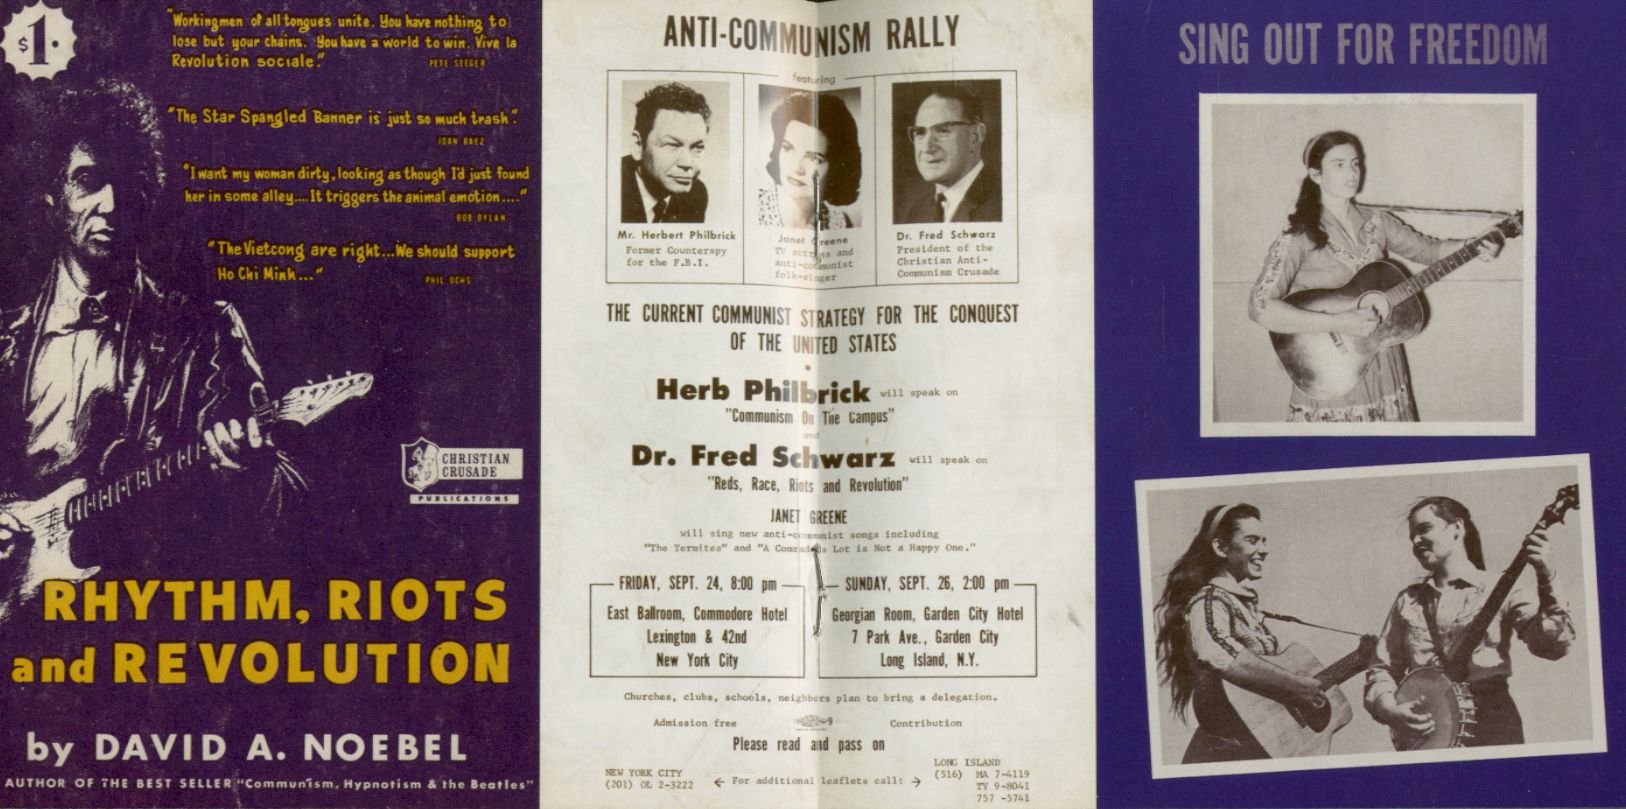 $1.
"Workingmen of all tongues unite. You have nothing to
lose but your chains. You have a world to win. Vive la
Revolution sociale."
PETE SEEGER
"The Star Spangled Banner is just so much trash".
JOAN BAEZ
"I want my woman dirty, looking as though I'd just found
her in some alley....It triggers the animal emotion...."
BOB DYLAN
"The Vietcong are right...We should support
Ho Chi Minh..."
PHIL OCHS
CHRISTIAN
CRUSADE
PUBLICATIONS
RHYTHM, RIOTS
and REVOLUTION
by DAVID A. NOEBEL
AUTHOR OF THE BEST SELLER "Communism, Hypnotism & the Beatles"
ANTI-COMMUNISM RALLY
featuring
Mr. Herbert Philbrick
Former Counterspy
for the F.B.I.
Janet Greene
TV actress and
anti-communist
folk-singer
Dr. Fred Schwarz
President of the
Christian Anti-
Communism Crusade
THE CURRENT COMMUNIST STRATEGY FOR THE CONQUEST
OF THE UNITED STATES
Herb Philbrick will speak on
"Communism On The Campus"
and
Dr. Fred Schwarz will speak on
"Reds, Race, Riots and Revolution"
JANET GREENE
will sing new anti-communist songs including
"The Termites" and "A Comrade's Lot is Not a Happy One."
FRIDAY, SEPT. 24, 8:00 pm
East Ballroom, Commodore Hotel
Lexington & 42nd
New York City
SUNDAY, SEPT. 26, 2:00 pm
Georgian Room, Garden City Hotel
7 Park Ave., Garden City
Long Island, N.Y.
Churches, clubs, schools, neighbors plan to bring a delegation.
Admission free Contribution
Please read and pass on
NEW YORK CITY
(201) OL 2-3222
← For additional leaflets call: →
LONG ISLAND
(516) MA 7-4119
TY 9-8041
757 -5741
SING OUT FOR FREEDOM